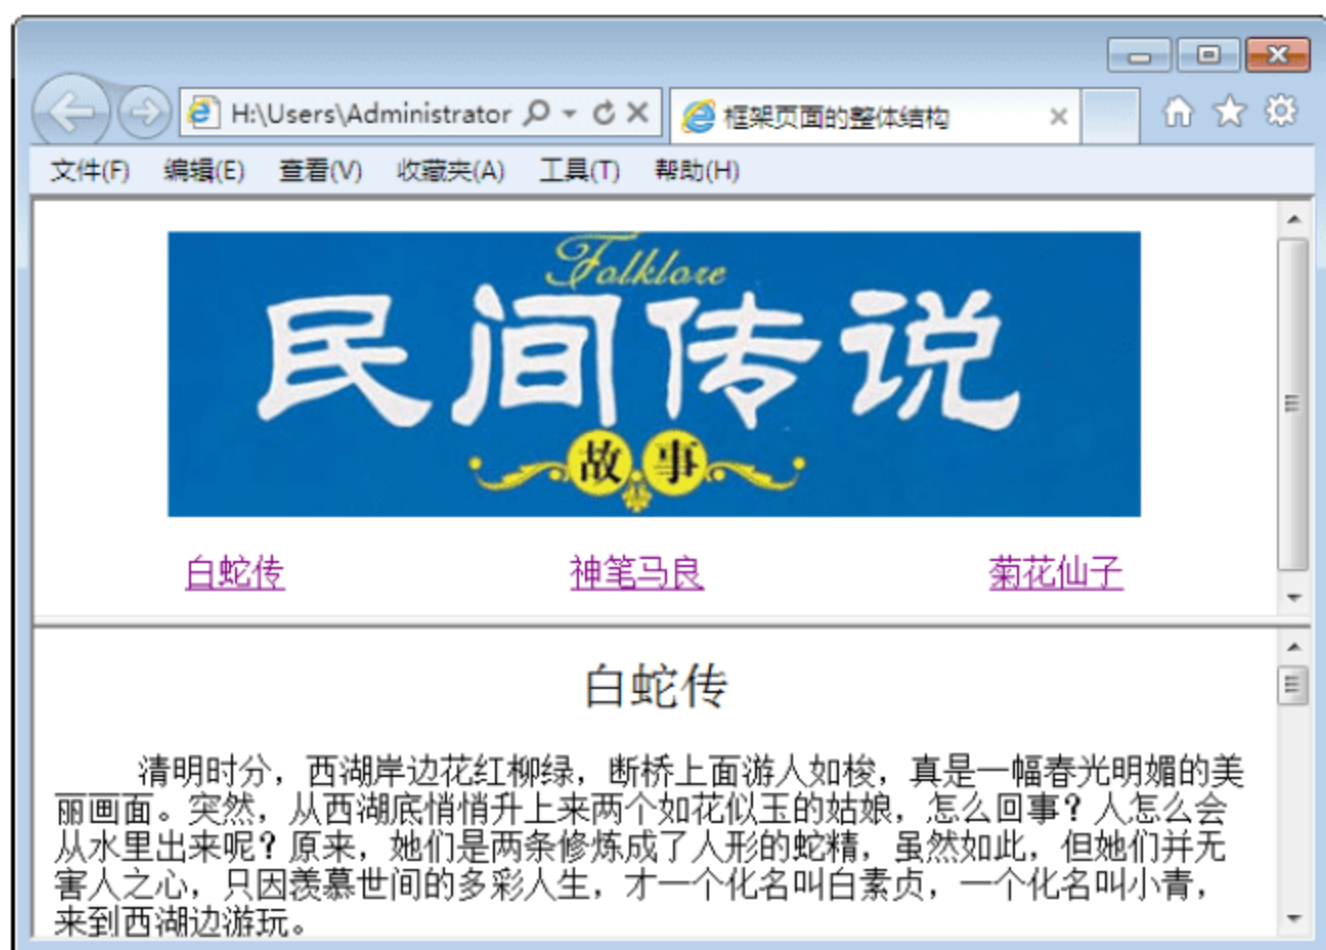 H:\Users\Administrator
框架页面的整体结构
文件(F) 编辑(E) 查看(V) 收藏夹(A) 工具(T) 帮助(H)
Folklore
民间传说
故事
白蛇传 神笔马良 菊花仙子
白蛇传
清明时分，西湖岸边花红柳绿，断桥上面游人如梭，真是一幅春光明媚的美
丽画面。突然，从西湖底悄悄升上来两个如花似玉的姑娘，怎么回事？人怎么会
从水里出来呢？原来，她们是两条修炼成了人形的蛇精，虽然如此，但她们并无
害人之心，只因羡慕世间的多彩人生，才一个化名叫白素贞，一个化名叫小青，
来到西湖边游玩。